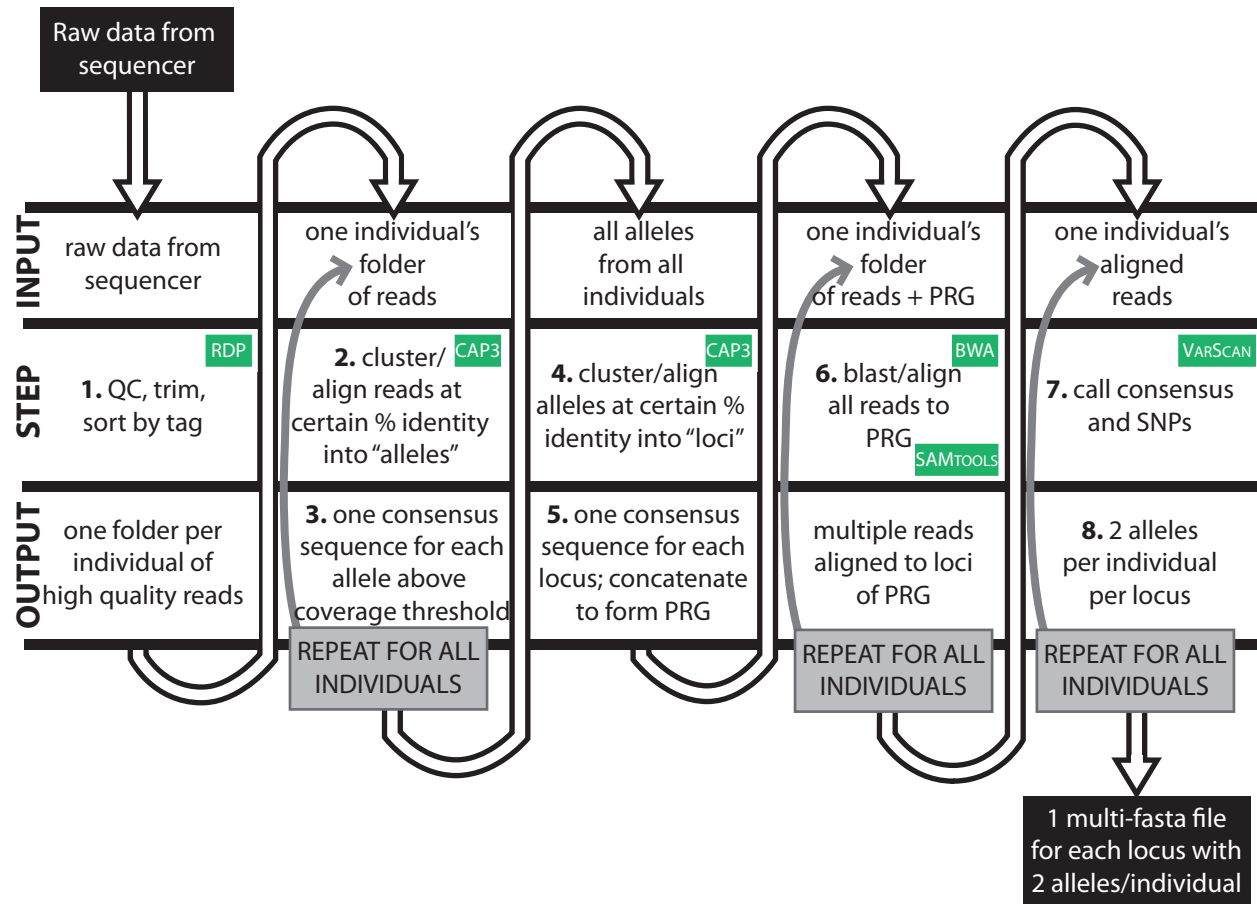 Raw data from
sequencer
INPUT
raw data from
sequencer
one individual's
folder
of reads
all alleles
from all
individuals
one individual's
folder
of reads + PRG
one individual's
aligned
reads
STEP
RDP
1. QC, trim,
sort by tag
CAP3
2. cluster/
align reads at
certain % identity
into “alleles”
CAP3
4. cluster/align
alleles at certain %
identity into “loci”
BWA
6. blast/align
all reads to
PRG
SAMTOOLS
VARSCAN
7. call consensus
and SNPs
OUTPUT
one folder per
individual of
high quality reads
3. one consensus
sequence for each
allele above
coverage threshold
5. one consensus
sequence for each
locus; concatenate
to form PRG
multiple reads
aligned to loci
of PRG
8. 2 alleles
per individual
per locus
REPEAT FOR ALL
INDIVIDUALS
REPEAT FOR ALL
INDIVIDUALS
REPEAT FOR ALL
INDIVIDUALS
1 multi-fasta file
for each locus with
2 alleles/individual